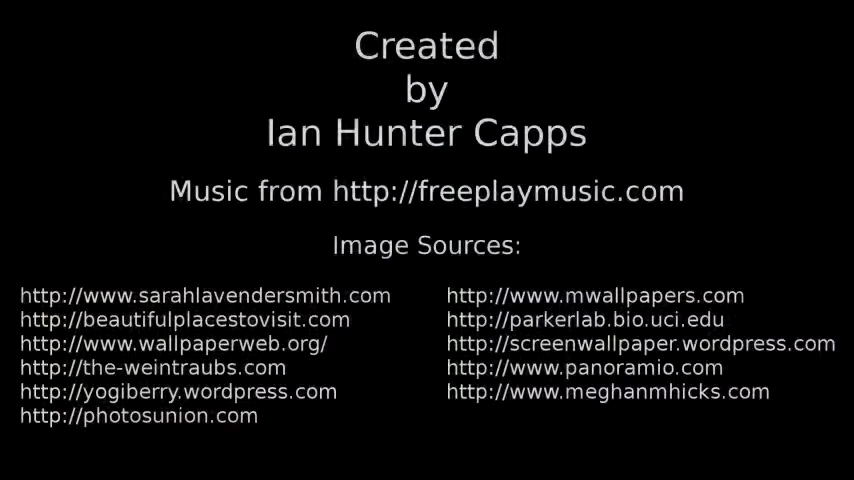 Created
by
Ian Hunter Capps
Music from http://freeplaymusic.com
Image Sources:
http://www.sarahlavendersmith.com
http://beautifulplacestovisit.com
http://www.wallpaperweb.org/
http://the-weintraubs.com
http://yogiberry.wordpress.com
http://photosunion.com
http://www.mwallpapers.com
http://parkerlab.bio.uci.edu
http://screenwallpaper.wordpress.com
http://www.panoramio.com
http://www.meghanmhicks.com